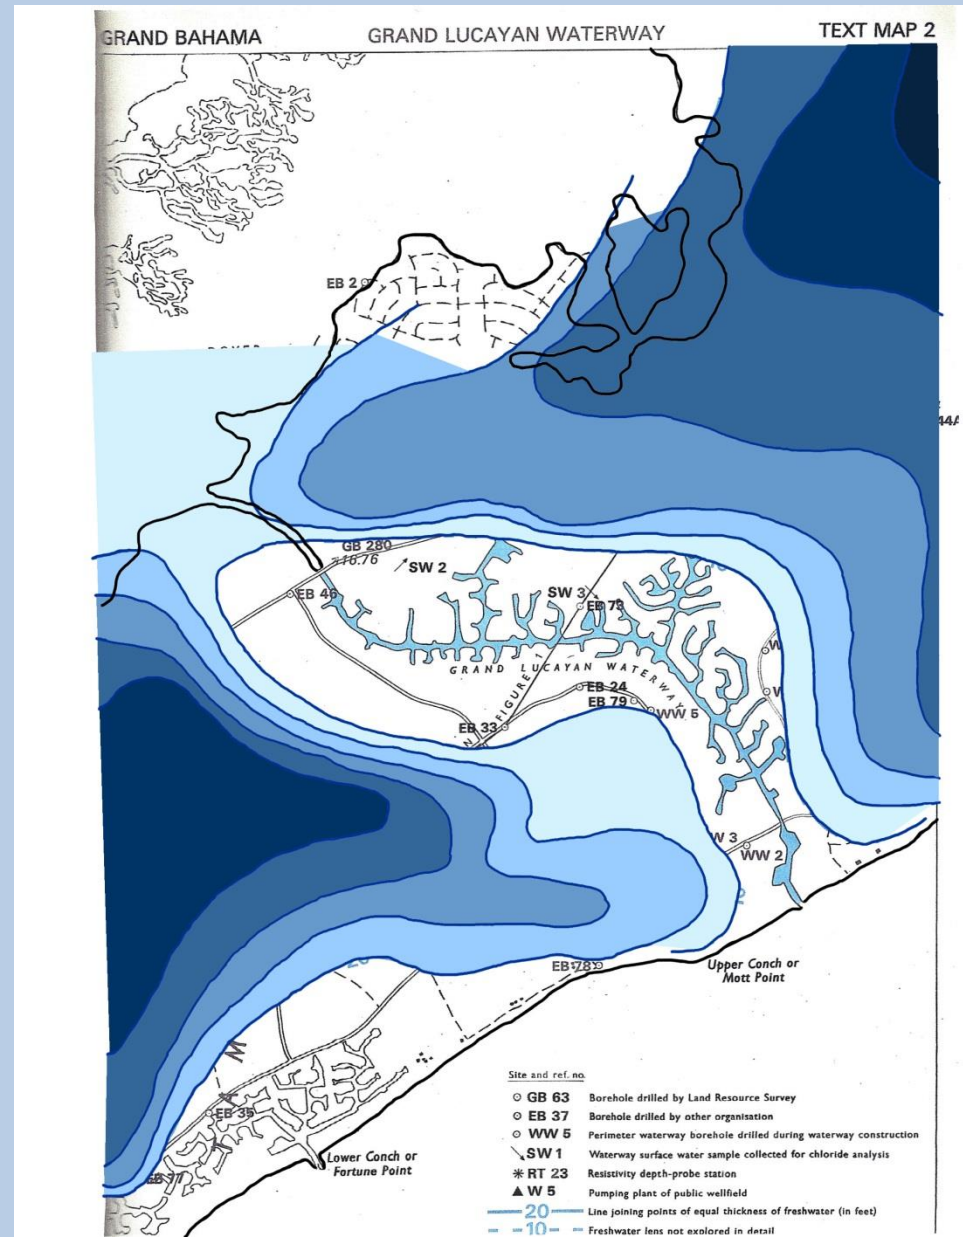 GRAND BAHAMA
GRAND LUCAYAN WATERWAY
TEXT MAP 2
EB 2
44A
GB 280
16.76
SW 2
EB 46
SW 3
EB 73
GRAND LUCAYAN WATERWAY
FIGURE 1
EB 24
EB 79
WW 5
EB 33
W 3
WW 2
EB 78
Upper Conch or
Mott Point
EB 35
Lower Conch or
Fortune Point
Site and ref. no.
GB 63 Borehole drilled by Land Resource Survey
EB 37 Borehole drilled by other organisation
WW 5 Perimeter waterway borehole drilled during waterway construction
SW 1 Waterway surface water sample collected for chloride analysis
RT 23 Resistivity depth-probe station
W 5 Pumping plant of public wellfield
20 Line joining points of equal thickness of freshwater (in feet)
10 Freshwater lens not explored in detail